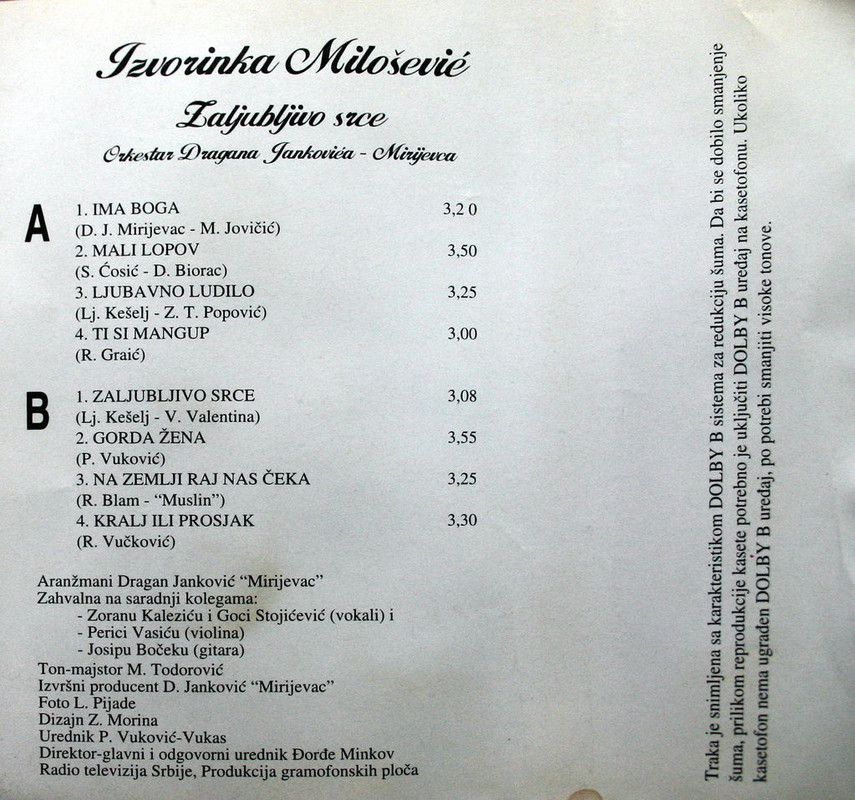 Izvorinka Milošević
Zaljubljivo srce
Orkestar Dragana Jankovića - Mirijevca
A
1. IMA BOGA 3,2 0
(D. J. Mirijevac - M. Jovičić)
2. MALI LOPOV 3,50
(S. Ćosić - D. Biorac)
3. LJUBAVNO LUDILO 3,25
(Lj. Kešelj - Z. T. Popović)
4. TI SI MANGUP 3,00
(R. Graić)
B
1. ZALJUBLJIVO SRCE 3,08
(Lj. Kešelj - V. Valentina)
2. GORDA ŽENA 3,55
(P. Vuković)
3. NA ZEMLJI RAJ NAS ČEKA 3,25
(R. Blam - “Muslin”)
4. KRALJ ILI PROSJAK 3,30
(R. Vučković)
Aranžmani Dragan Janković “Mirijevac”
Zahvalna na saradnji kolegama:
- Zoranu Kaleziću i Goci Stojićević (vokali) i
- Perici Vasiću (violina)
- Josipu Bočeku (gitara)
Ton-majstor M. Todorović
Izvršni producent D. Janković “Mirijevac”
Foto L. Pijade
Dizajn Z. Morina
Urednik P. Vuković-Vukas
Direktor-glavni i odgovorni urednik Đorđe Minkov
Radio televizija Srbije, Produkcija gramofonskih ploča
Traka je snimljena sa karakteristikom DOLBY B sistema za redukciju šuma. Da bi se dobilo smanjenje
šuma, prilikom reprodukcije kasete potrebno je uključiti DOLBY B uređaj na kasetofonu. Ukoliko
kasetofon nema ugrađen DOLBY B uređaj, po potrebi smanjiti visoke tonove.